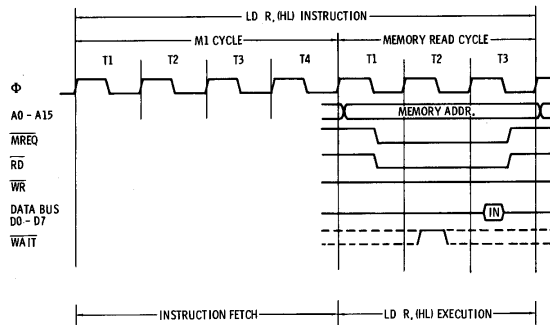 LD R, (HL) INSTRUCTION
M1 CYCLE
MEMORY READ CYCLE
T1 T2 T3 T4 T1 T2 T3
Φ
A0 - A15
MEMORY ADDR.
MREQ
RD
WR
DATA BUS
D0 - D7
IN
WAIT
INSTRUCTION FETCH
LD R, (HL) EXECUTION